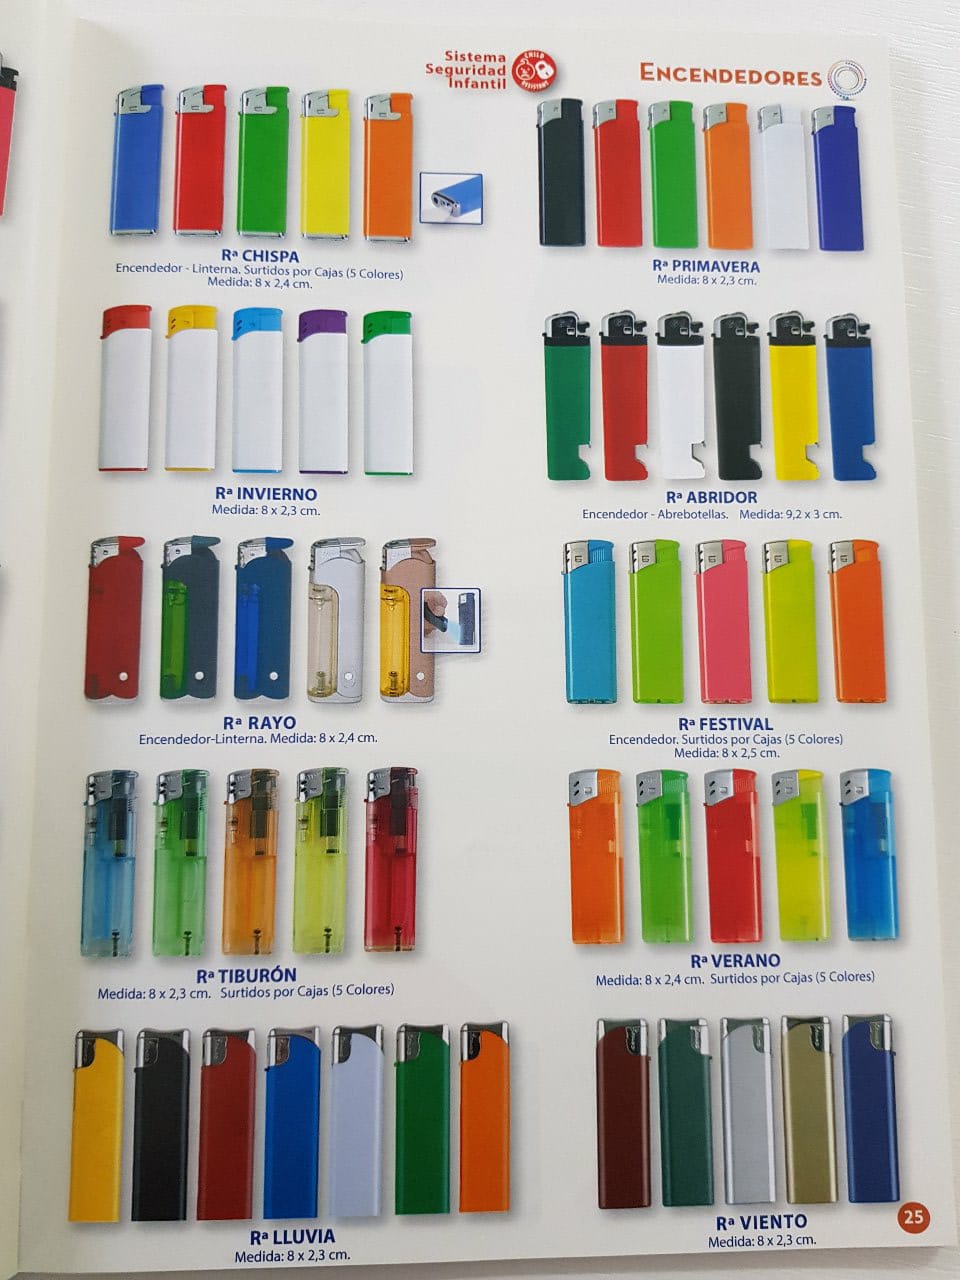 Sistema
Seguridad
Infantil
CHILD
RESISTANT
ENCENDEDORES
Rª CHISPA
Encendedor - Linterna. Surtidos por Cajas (5 Colores)
Medida: 8 x 2,4 cm.
Rª PRIMAVERA
Medida: 8 x 2,3 cm.
Rª INVIERNO
Medida: 8 x 2,3 cm.
Rª ABRIDOR
Encendedor - Abrebotellas. Medida: 9,2 x 3 cm.
Rª RAYO
Encendedor-Linterna. Medida: 8 x 2,4 cm.
Rª FESTIVAL
Encendedor. Surtidos por Cajas (5 Colores)
Medida: 8 x 2,5 cm.
Rª TIBURÓN
Medida: 8 x 2,3 cm. Surtidos por Cajas (5 Colores)
Rª VERANO
Medida: 8 x 2,4 cm. Surtidos por Cajas (5 Colores)
Rª LLUVIA
Medida: 8 x 2,3 cm.
Rª VIENTO
Medida: 8 x 2,3 cm.
25